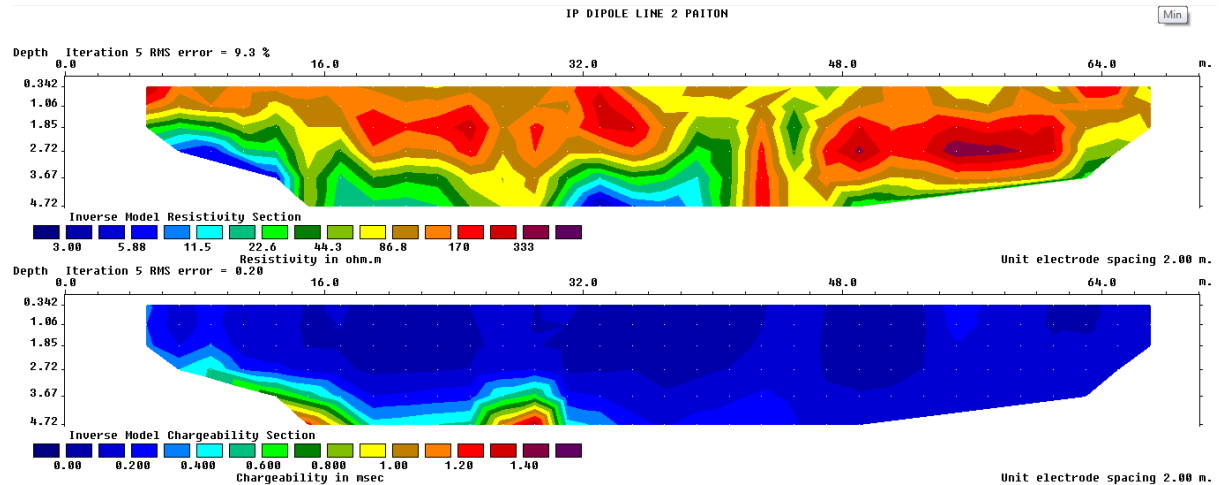 IP DIPOLE LINE 2 PAITON
Min
Depth Iteration 5 RMS error = 9.3 %
0.0 16.0 32.0 48.0 64.0 m.
0.342
1.06
1.85
2.72
3.67
4.72
Inverse Model Resistivity Section
3.00 5.88 11.5 22.6 44.3 86.8 170 333
Resistivity in ohm.m
Unit electrode spacing 2.00 m.
Depth Iteration 5 RMS error = 0.20
0.0 16.0 32.0 48.0 64.0 m.
0.342
1.06
1.85
2.72
3.67
4.72
Inverse Model Chargeability Section
0.00 0.200 0.400 0.600 0.800 1.00 1.20 1.40
Chargeability in msec
Unit electrode spacing 2.00 m.